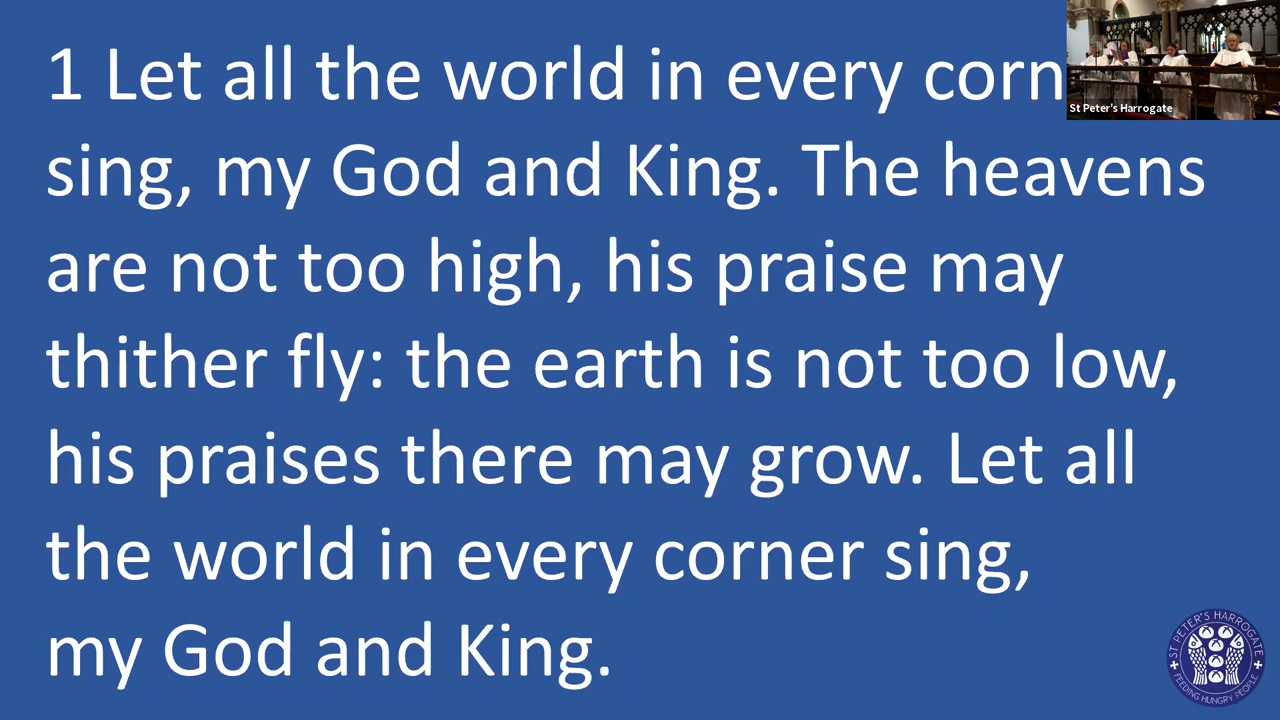 1 Let all the world in every corn
St Peter's Harrogate
sing, my God and King. The heavens
are not too high, his praise may
thither fly: the earth is not too low,
his praises there may grow. Let all
the world in every corner sing,
my God and King.
ST PETER'S HARROGATE
FEEDING HUNGRY PEOPLE